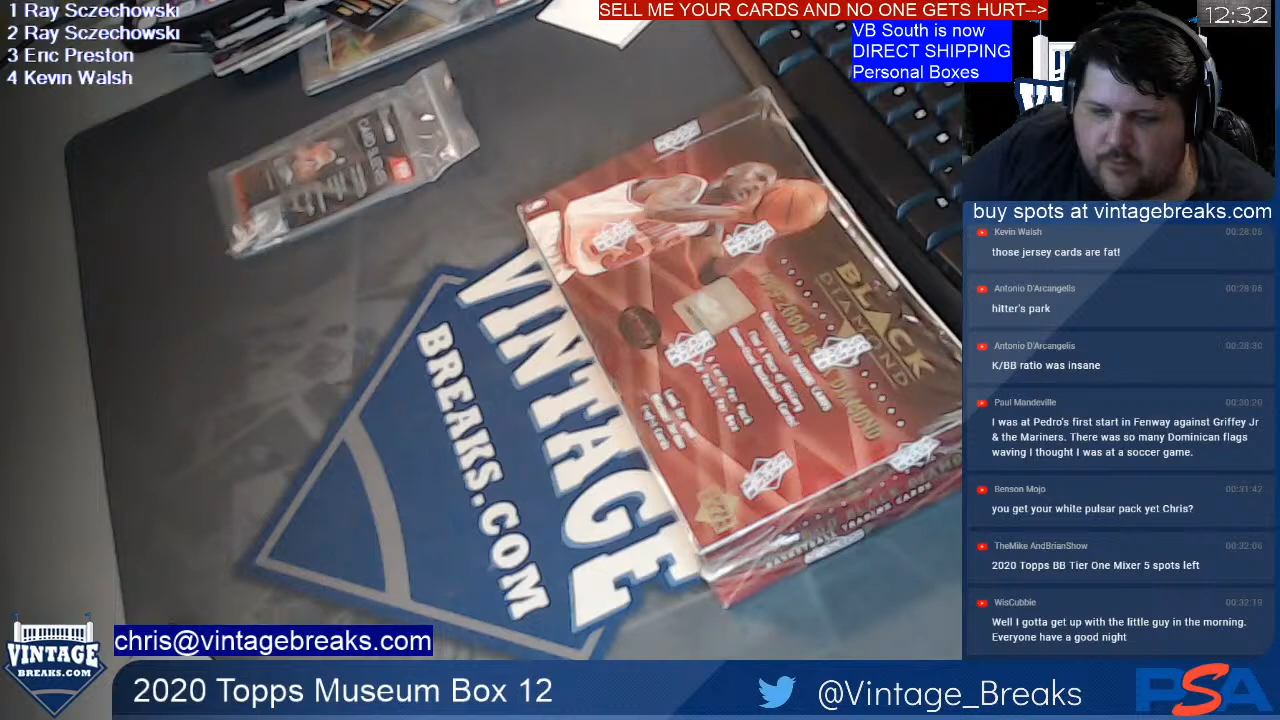 1 Ray Sczechowski
2 Ray Sczechowski
3 Eric Preston
4 Kevin Walsh
SELL ME YOUR CARDS AND NO ONE GETS HURT-->
12:32
VB South is now
DIRECT SHIPPING
Personal Boxes
buy spots at vintagebreaks.com
Kevin Walsh 00:28:06
those jersey cards are fat!
Antonio D'Arcangelis 00:28:06
hitter's park
Antonio D'Arcangelis 00:28:30
K/BB ratio was insane
Paul Mandeville 00:30:20
I was at Pedro's first start in Fenway against Griffey Jr
& the Mariners. There was so many Dominican flags
waving I thought I was at a soccer game.
Benson Mojo 00:31:42
you get your white pulsar pack yet Chris?
TheMike AndBrianShow 00:32:06
2020 Topps BB Tier One Mixer 5 spots left
WisCubbie 00:32:19
Well I gotta get up with the little guy in the morning.
Everyone have a good night
BLACK
DIAMOND
VINTAGE
BREAKS.COM
VINTAGE
BREAKS.COM
chris@vintagebreaks.com
2020 Topps Museum Box 12
@Vintage_Breaks
PSA